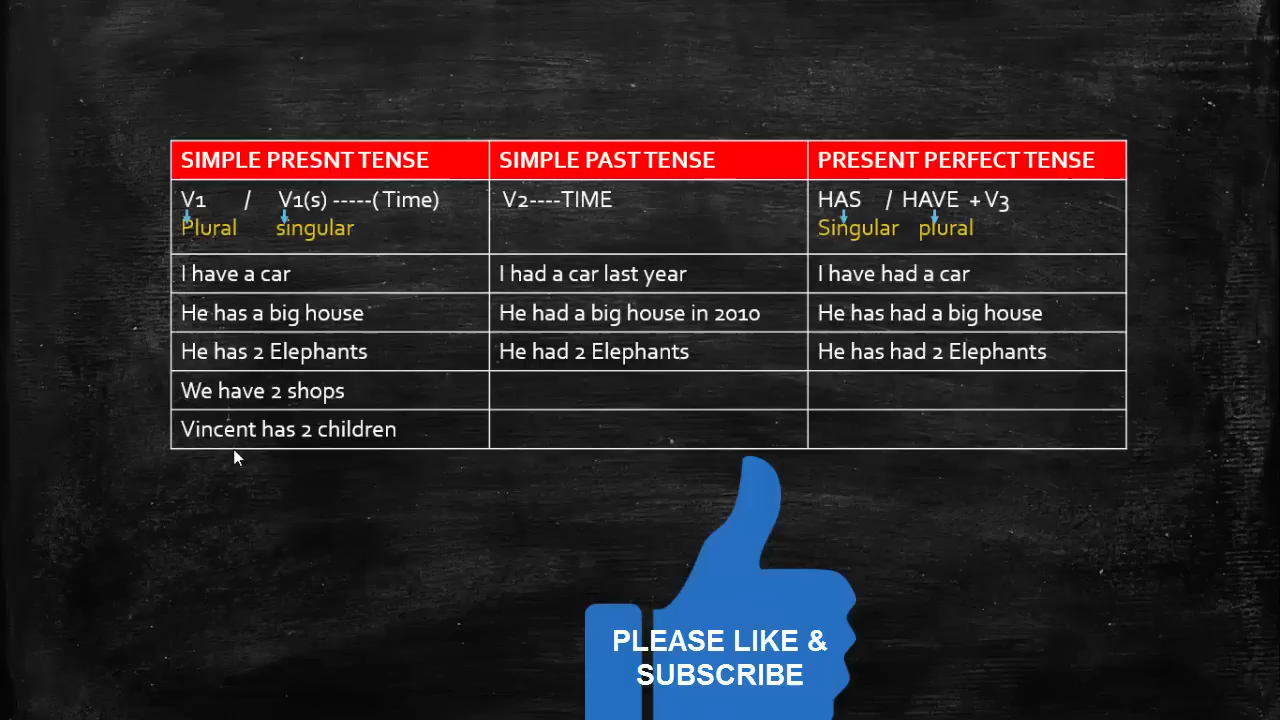 SIMPLE PRESNT TENSE SIMPLE PAST TENSE PRESENT PERFECT TENSE
V1 / V1(s) -----( Time) V2----TIME HAS / HAVE + V3
Plural singular Singular plural
I have a car I had a car last year I have had a car
He has a big house He had a big house in 2010 He has had a big house
He has 2 Elephants He had 2 Elephants He has had 2 Elephants
We have 2 shops
Vincent has 2 children
PLEASE LIKE &
SUBSCRIBE